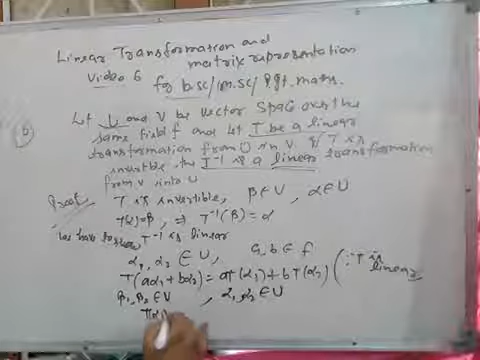 Linear Transformation and
matrix representation
Video 6
for b.sc/m.sc/pgt.maths.
6) Let U and V be vector space over the
same field f and let T be a linear
transformation from U in V. If T is
invertible, the T⁻¹ is a linear transformation
from V into U
Proof T is invertible, β∈V, α∈U
T(α)=β, ⇒ T⁻¹(β)=α
we have to show T⁻¹ is linear
α₁, α₂ ∈ U, a, b ∈ f
T(aα₁+bα₂) = aT(α₁)+bT(α₂) (∵ T is linear)
β₁, β₂ ∈ V, α₁, α₂ ∈ U
T(α₁)